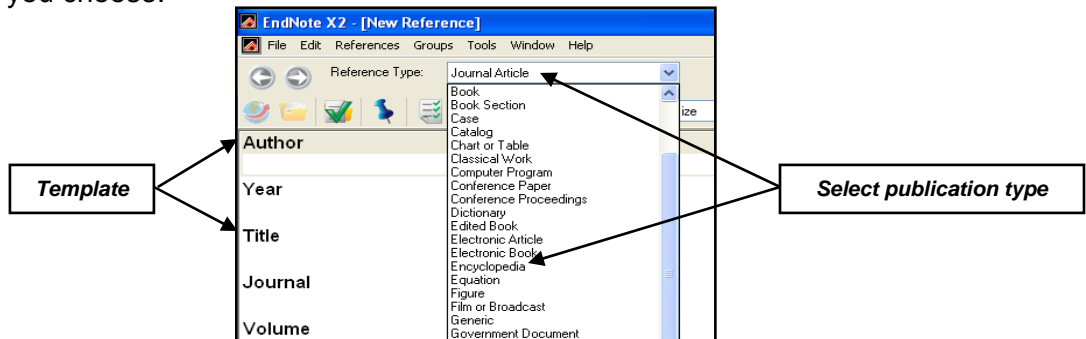 you choose.
EndNote X2 - [New Reference]
File Edit References Groups Tools Window Help
Reference Type: Journal Article
Book
Book Section
Case
Catalog
Chart or Table
Classical Work
Computer Program
Conference Paper
Conference Proceedings
Dictionary
Edited Book
Electronic Article
Electronic Book
Encyclopedia
Equation
Figure
Film or Broadcast
Generic
Government Document
ize
Author
Year
Title
Journal
Volume
Template
Select publication type